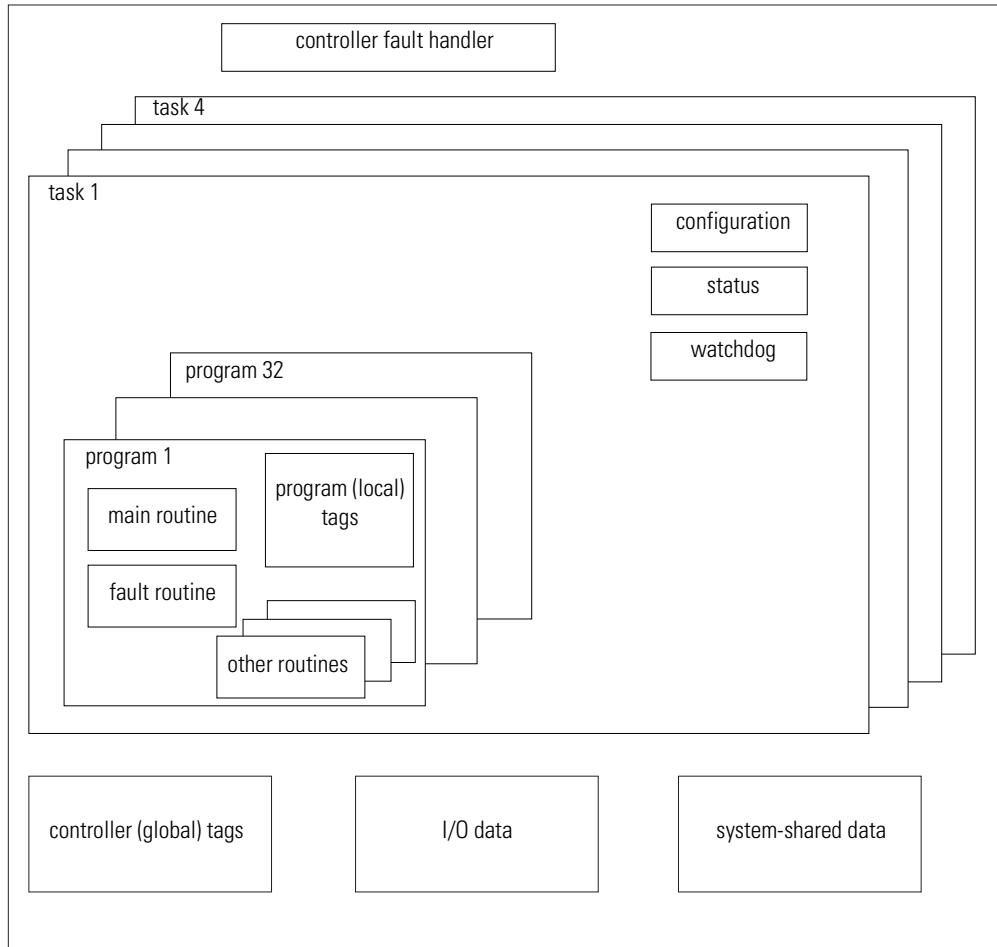 controller fault handler
task 4
task 1
configuration
status
watchdog
program 32
program 1
program (local)
tags
main routine
fault routine
other routines
controller (global) tags
I/O data
system-shared data